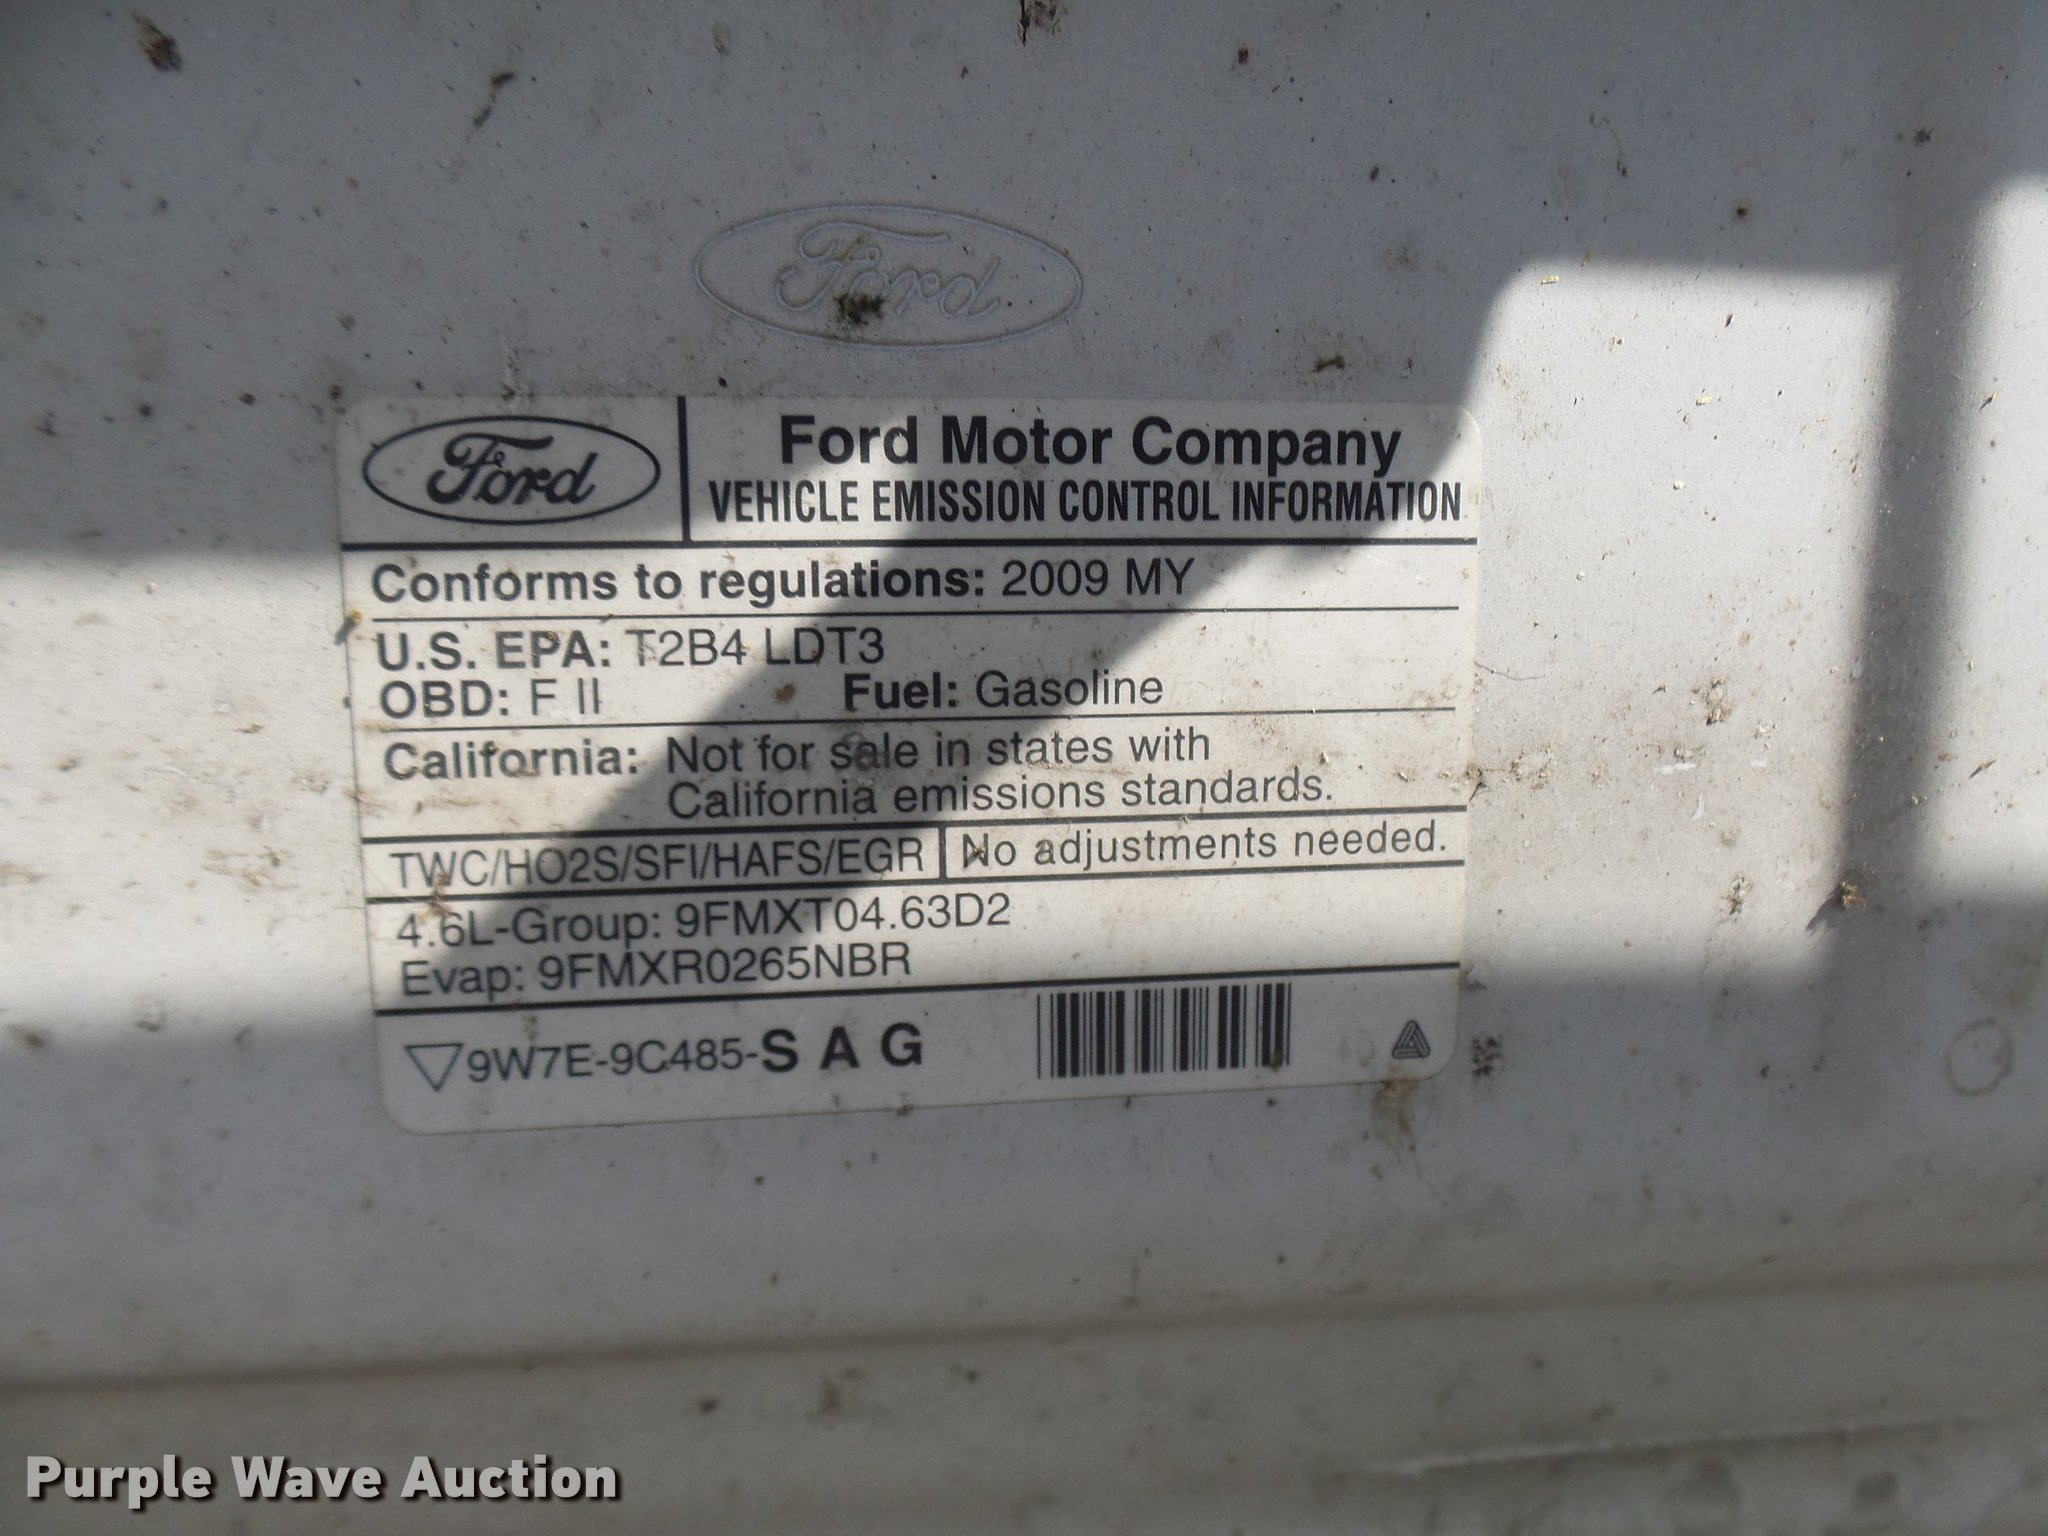 Ford
Ford
Ford Motor Company
VEHICLE EMISSION CONTROL INFORMATION
Conforms to regulations: 2009 MY
U.S. EPA: T2B4 LDT3
OBD: F II Fuel: Gasoline
California: Not for sale in states with
California emissions standards.
TWC/HO2S/SFI/HAFS/EGR No adjustments needed.
4.6L-Group: 9FMXT04.63D2
Evap: 9FMXR0265NBR
9W7E-9C485-S A G
Purple Wave Auction